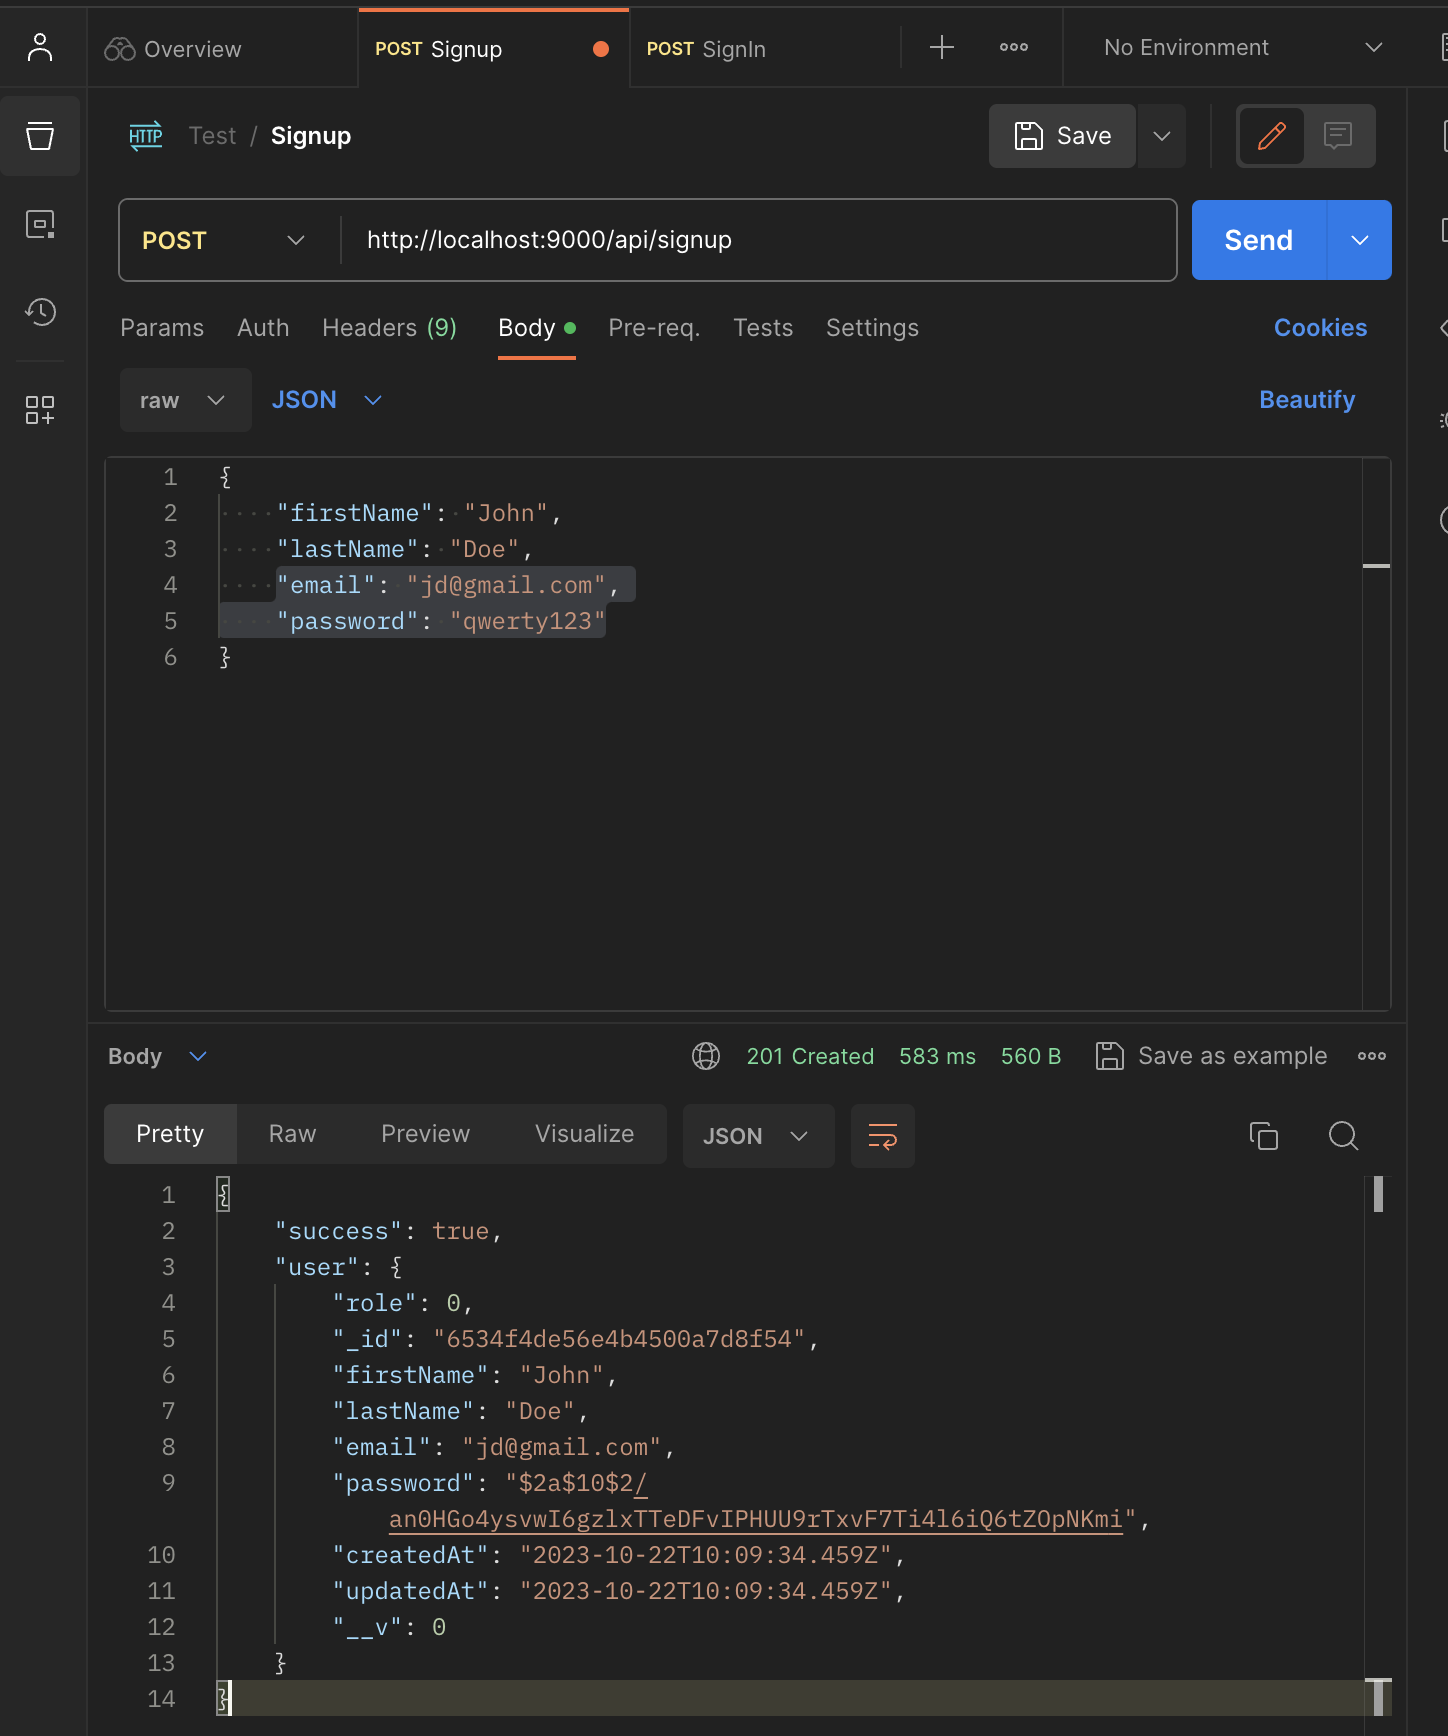 Overview
POST Signup
POST SignIn
No Environment
HTTP Test / Signup
Save
POST
http://localhost:9000/api/signup
Send
Params Auth Headers (9) Body Pre-req. Tests Settings Cookies
raw JSON Beautify
1 {
2 "firstName": "John",
3 "lastName": "Doe",
4 "email": "jd@gmail.com",
5 "password": "qwerty123"
6 }
Body 201 Created 583 ms 560 B Save as example
Pretty Raw Preview Visualize JSON
1 {
2 "success": true,
3 "user": {
4 "role": 0,
5 "_id": "6534f4de56e4b4500a7d8f54",
6 "firstName": "John",
7 "lastName": "Doe",
8 "email": "jd@gmail.com",
9 "password": "$2a$10$2/
an0HGo4ysvwI6gzlxTTeDFvIPHUU9rTxvF7Ti4l6iQ6tZOpNKmi",
10 "createdAt": "2023-10-22T10:09:34.459Z",
11 "updatedAt": "2023-10-22T10:09:34.459Z",
12 "__v": 0
13 }
14 }